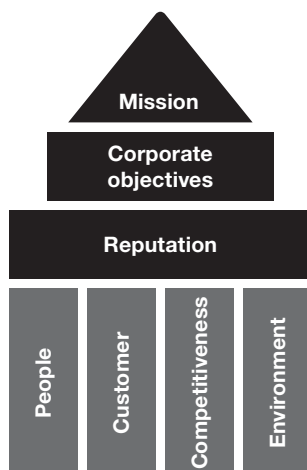 Mission
Corporate
objectives
Reputation
People
Customer
Competitiveness
Environment